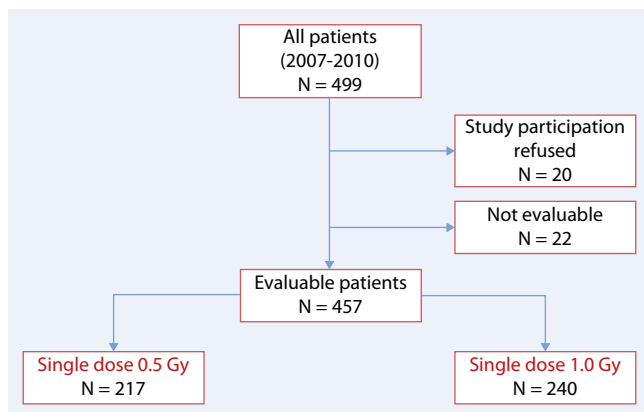 All patients
(2007-2010)
N = 499
Study participation
refused
N = 20
Not evaluable
N = 22
Evaluable patients
N = 457
Single dose 0.5 Gy
N = 217
Single dose 1.0 Gy
N = 240